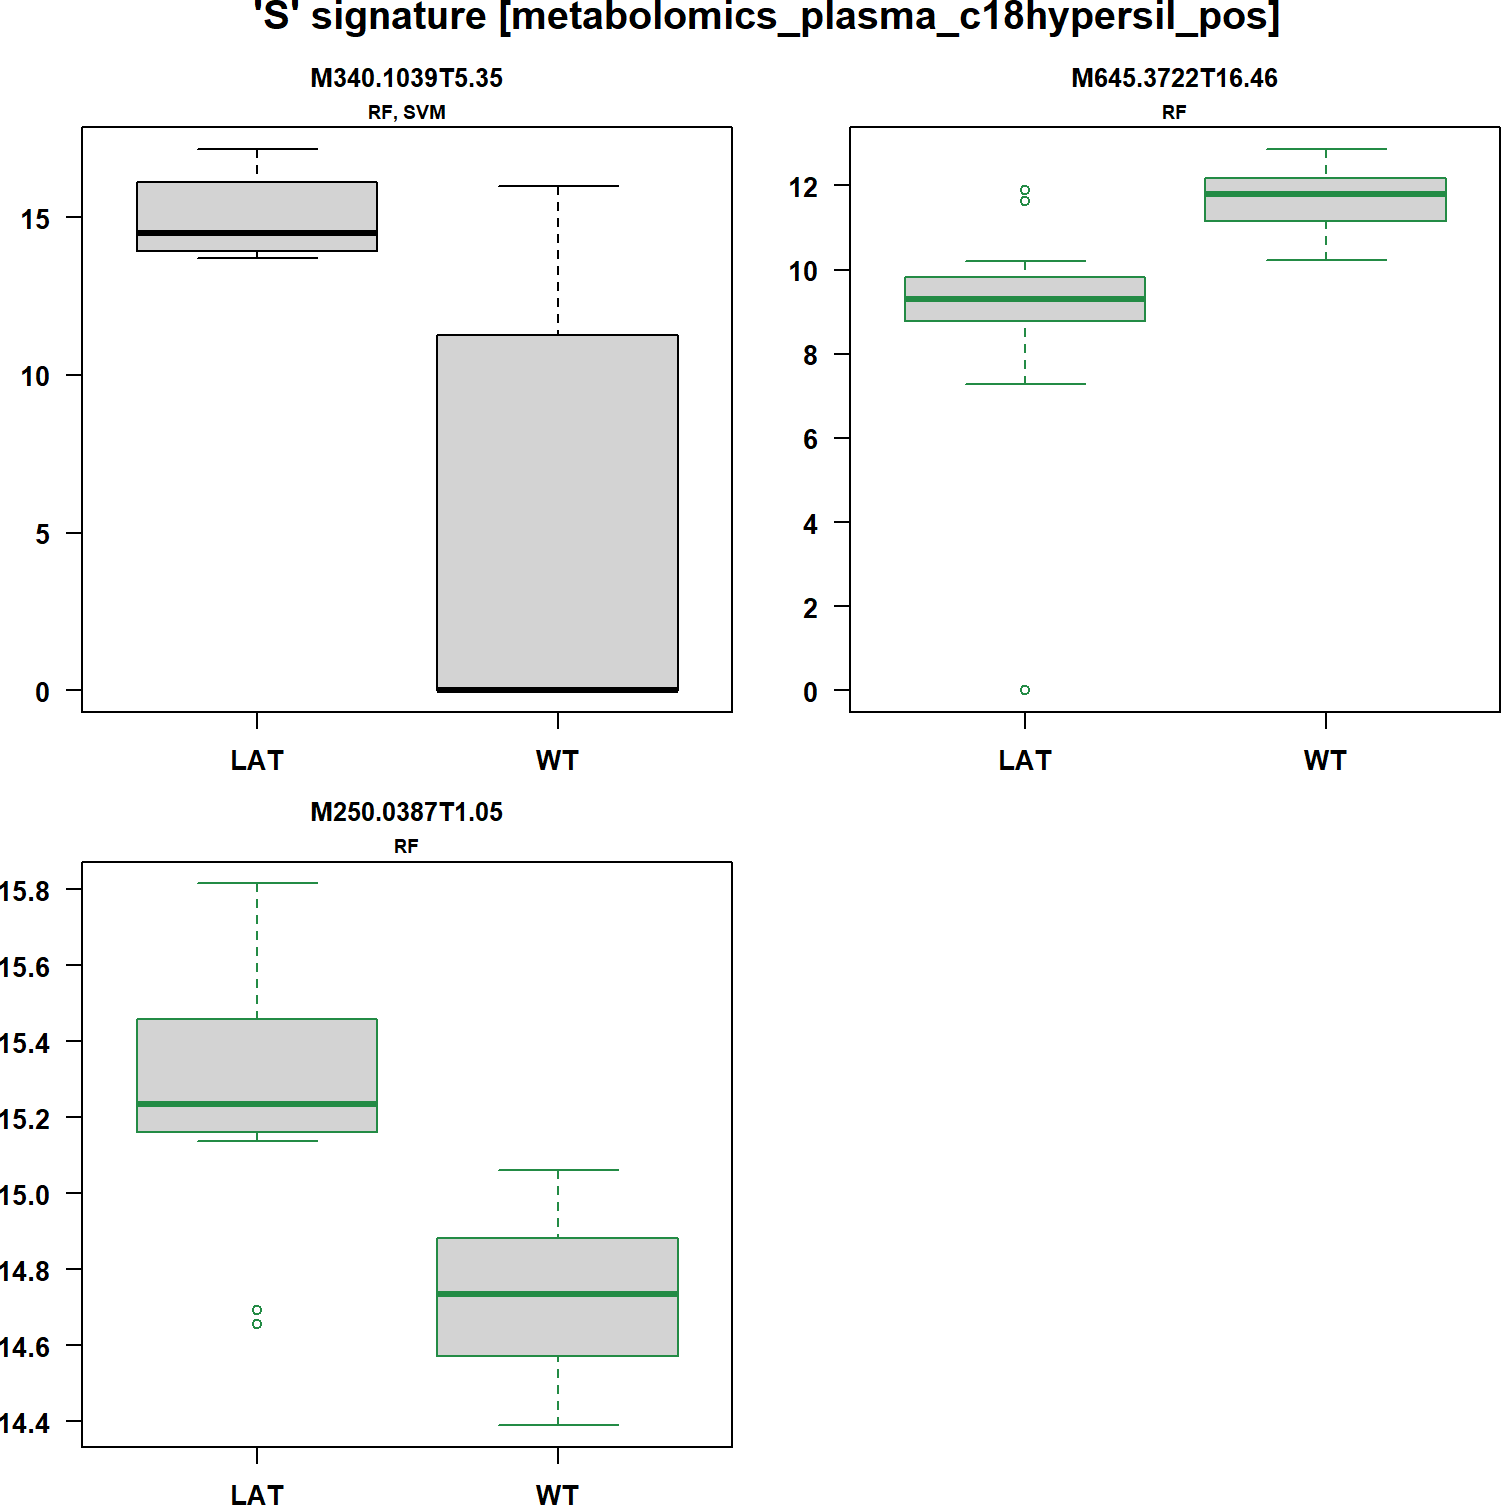 'S' signature [metabolomics_plasma_c18hypersil_pos]
M340.1039T5.35
RF, SVM
15
10
5
0
LAT WT
M645.3722T16.46
RF
12
10
8
6
4
2
0
LAT WT
M250.0387T1.05
RF
15.8
15.6
15.4
15.2
15.0
14.8
14.6
14.4
LAT WT